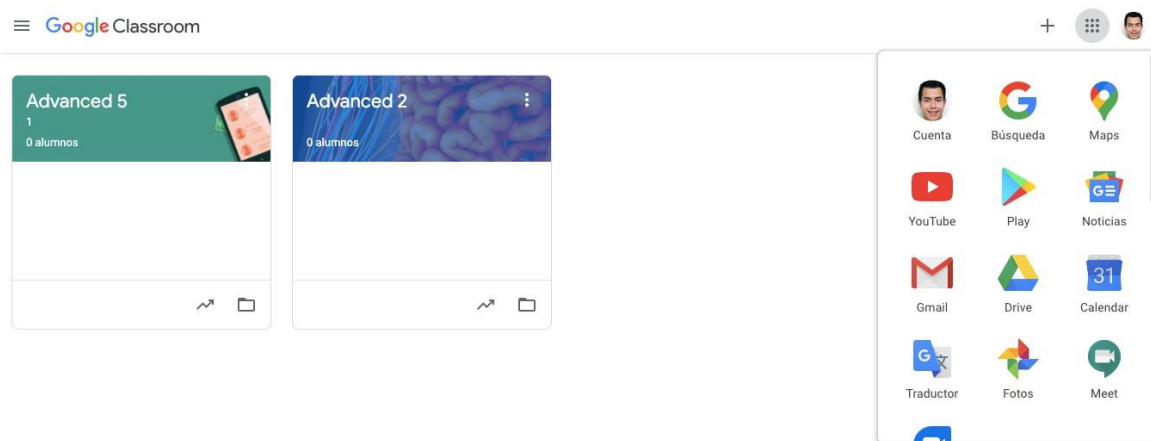 Google Classroom
Advanced 5
1
0 alumnos
Advanced 2
0 alumnos
Cuenta
Búsqueda
Maps
YouTube
Play
Noticias
Gmail
Drive
31
Calendar
Traductor
Fotos
Meet